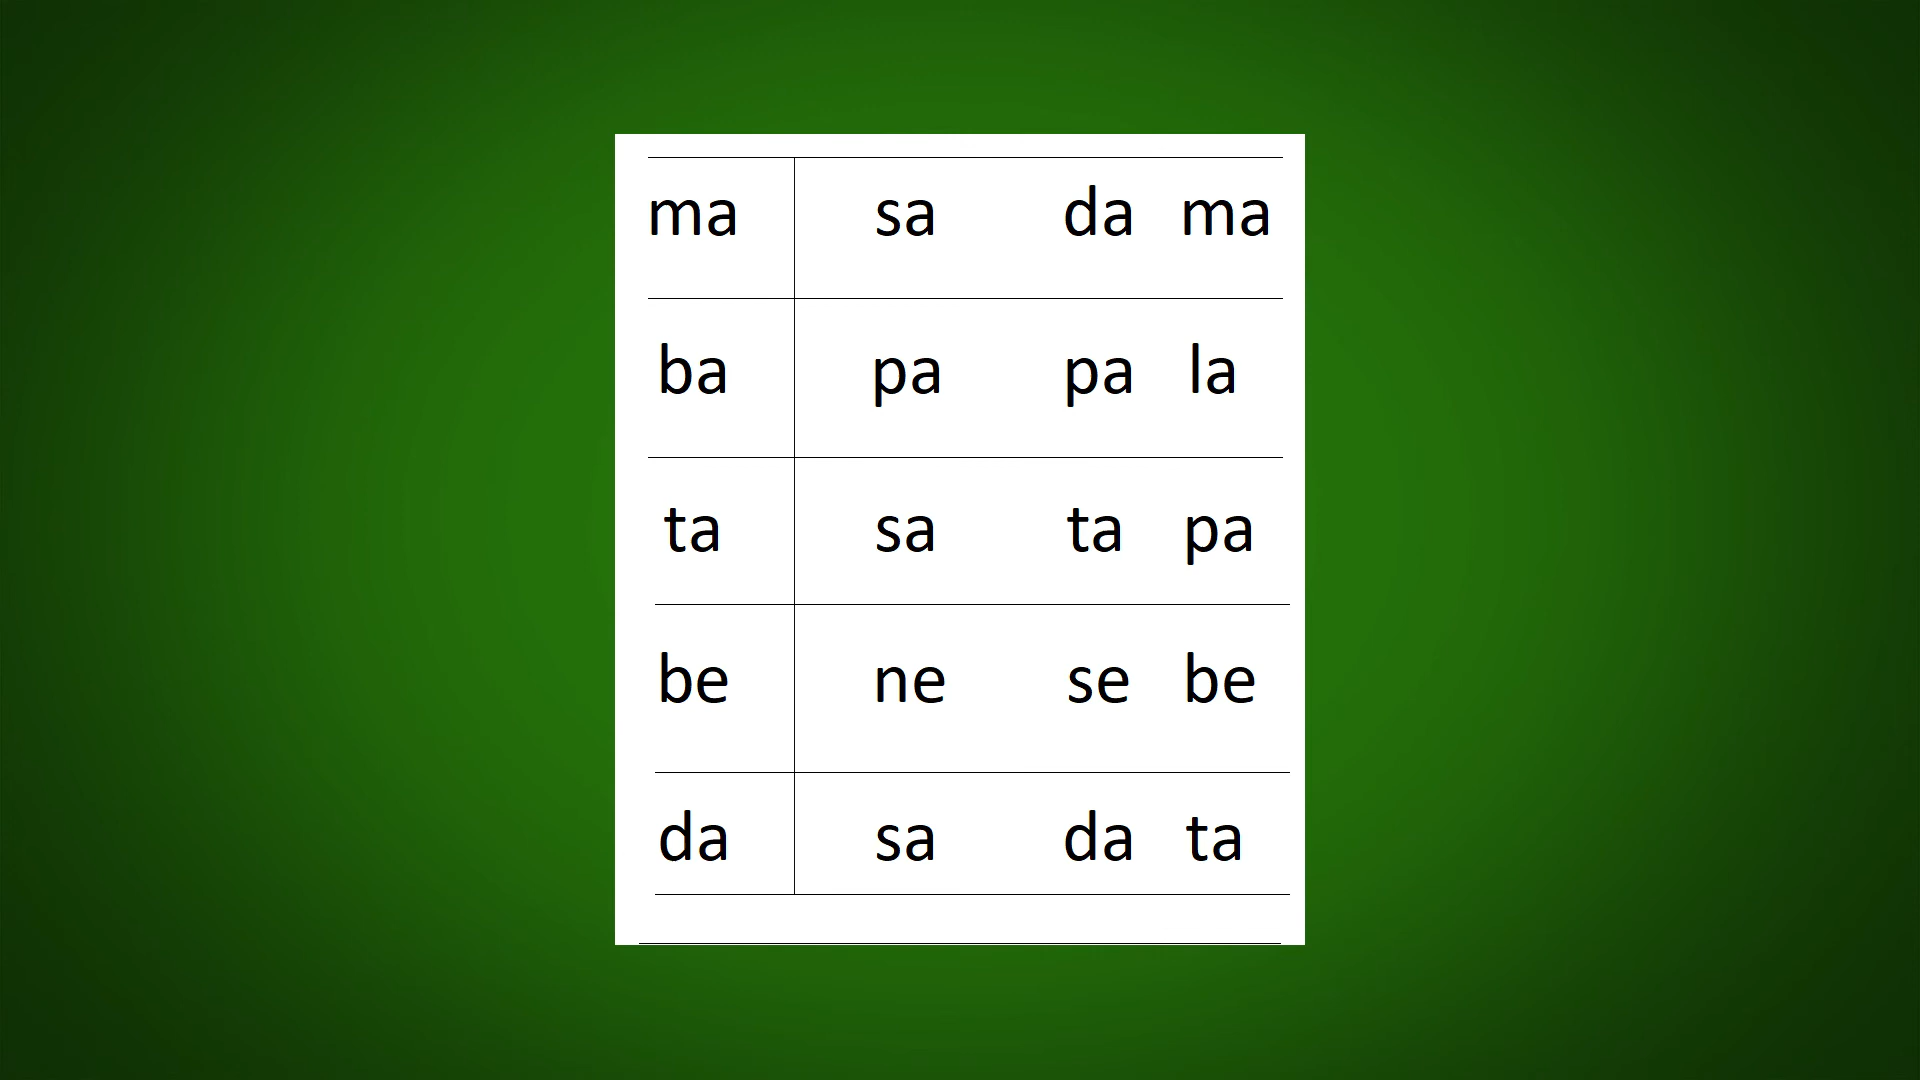 ma sa da ma
ba pa pa la
ta sa ta pa
be ne se be
da sa da ta